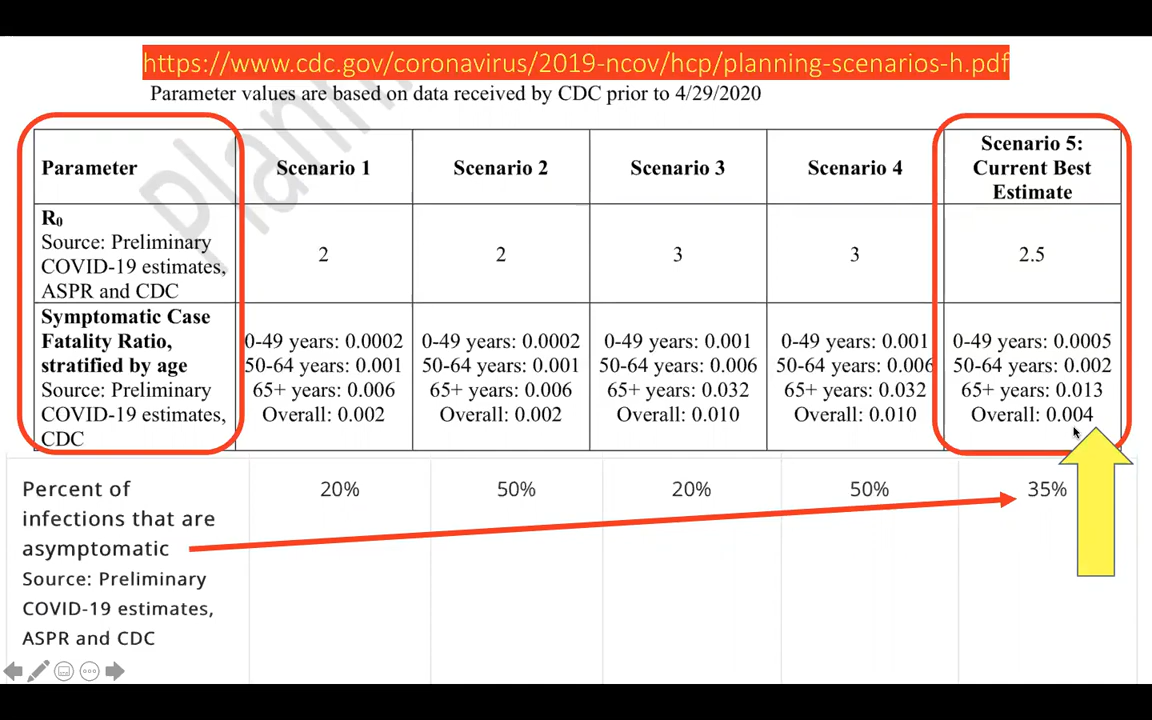 https://www.cdc.gov/coronavirus/2019-ncov/hcp/planning-scenarios-h.pdf
Parameter values are based on data received by CDC prior to 4/29/2020
Parameter
Scenario 1
Scenario 2
Scenario 3
Scenario 4
Scenario 5:
Current Best
Estimate
R₀
Source: Preliminary
COVID-19 estimates,
ASPR and CDC
2
2
3
3
2.5
Symptomatic Case
Fatality Ratio,
stratified by age
Source: Preliminary
COVID-19 estimates,
CDC
0-49 years: 0.0002
50-64 years: 0.001
65+ years: 0.006
Overall: 0.002
0-49 years: 0.0002
50-64 years: 0.001
65+ years: 0.006
Overall: 0.002
0-49 years: 0.001
50-64 years: 0.006
65+ years: 0.032
Overall: 0.010
0-49 years: 0.001
50-64 years: 0.006
65+ years: 0.032
Overall: 0.010
0-49 years: 0.0005
50-64 years: 0.002
65+ years: 0.013
Overall: 0.004
Percent of
infections that are
asymptomatic
Source: Preliminary
COVID-19 estimates,
ASPR and CDC
20%
50%
20%
50%
35%